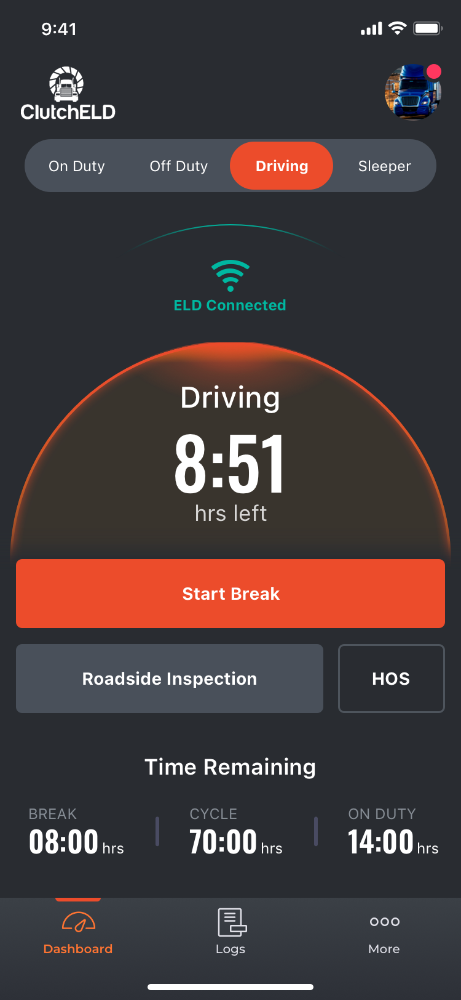 9:41
ClutchELD
On Duty Off Duty Driving Sleeper
ELD Connected
Driving
8:51
hrs left
Start Break
Roadside Inspection HOS
Time Remaining
BREAK CYCLE ON DUTY
08:00 hrs 70:00 hrs 14:00 hrs
Dashboard Logs More